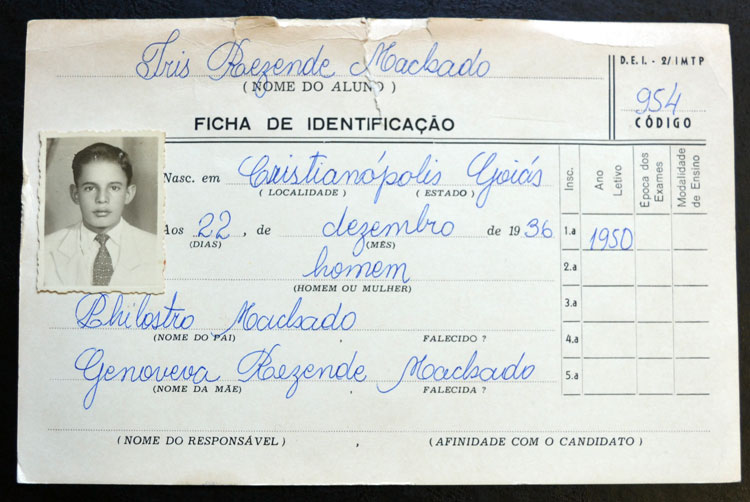 Iris Rezende Machado
(NOME DO ALUNO)
D.E.I. - 2/IMTP
954
CÓDIGO
FICHA DE IDENTIFICAÇÃO
Nasc. em Cristianópolis Goiás
(LOCALIDADE) (ESTADO)
Aos 22, de dezembro de 1936
(DIAS) (MÊS)
homem
(HOMEM OU MULHER)
Philostro Machado
(NOME DO PAI) FALECIDO ?
Genoveva Rezende Machado
(NOME DA MÃE) FALECIDA ?
(NOME DO RESPONSÁVEL) , (AFINIDADE COM O CANDIDATO)
Insc. Ano Letivo Época dos Exames Modalidade de Ensino
1.a 1950
2.a
3.a
4.a
5.a